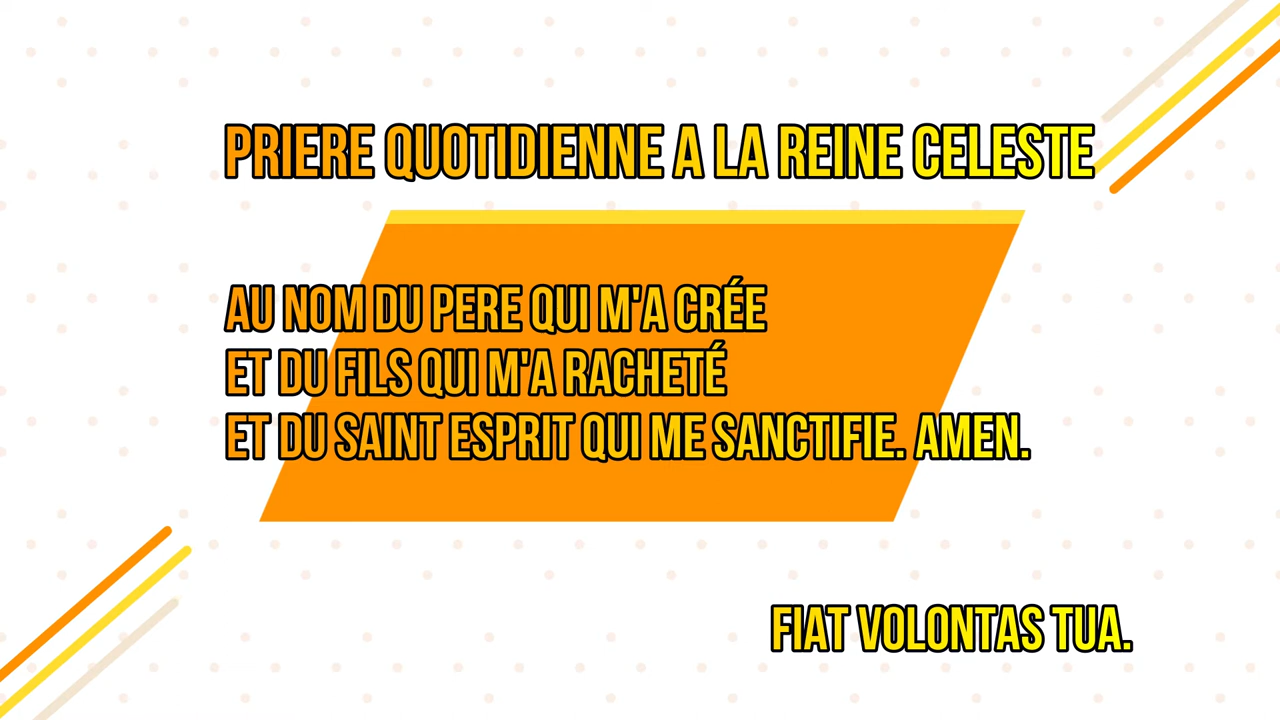 PRIERE QUOTIDIENNE A LA REINE CELESTE
AU NOM DU PERE QUI M'A CRÉE
ET DU FILS QUI M'A RACHETÉ
ET DU SAINT ESPRIT QUI ME SANCTIFIE. AMEN.
FIAT VOLONTAS TUA.